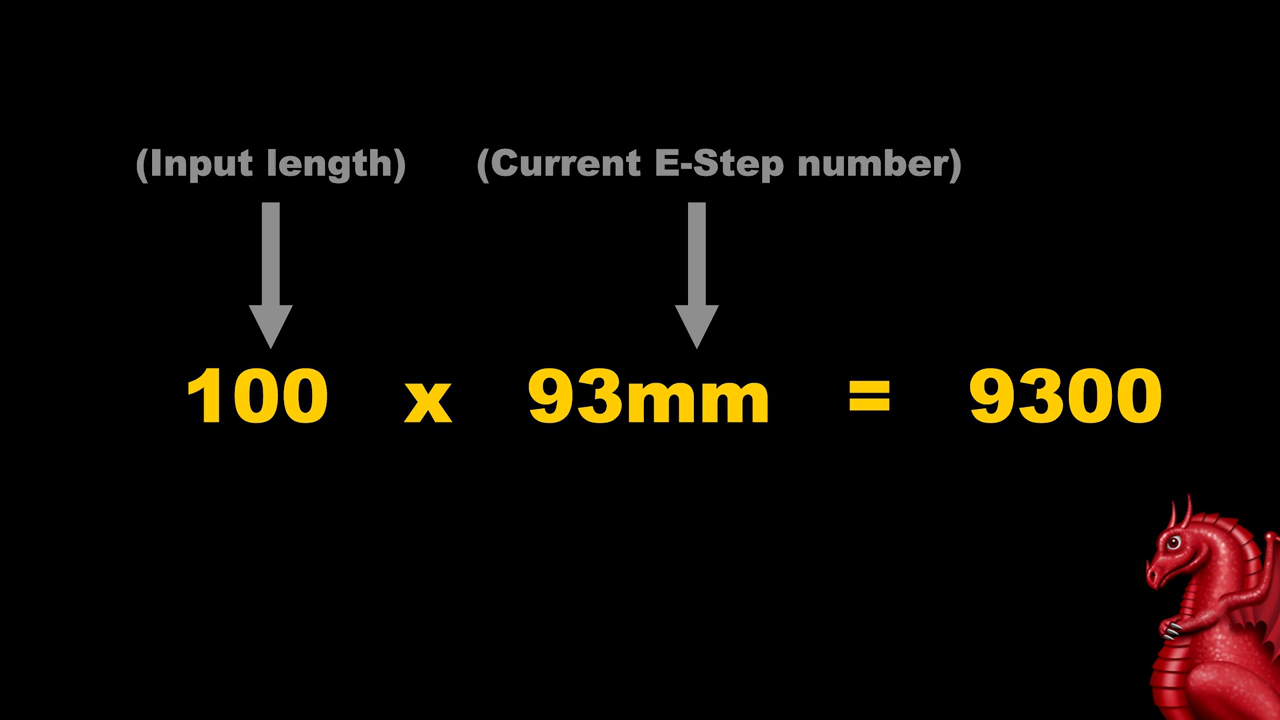 (Input length) (Current E-Step number)
100 x 93mm = 9300